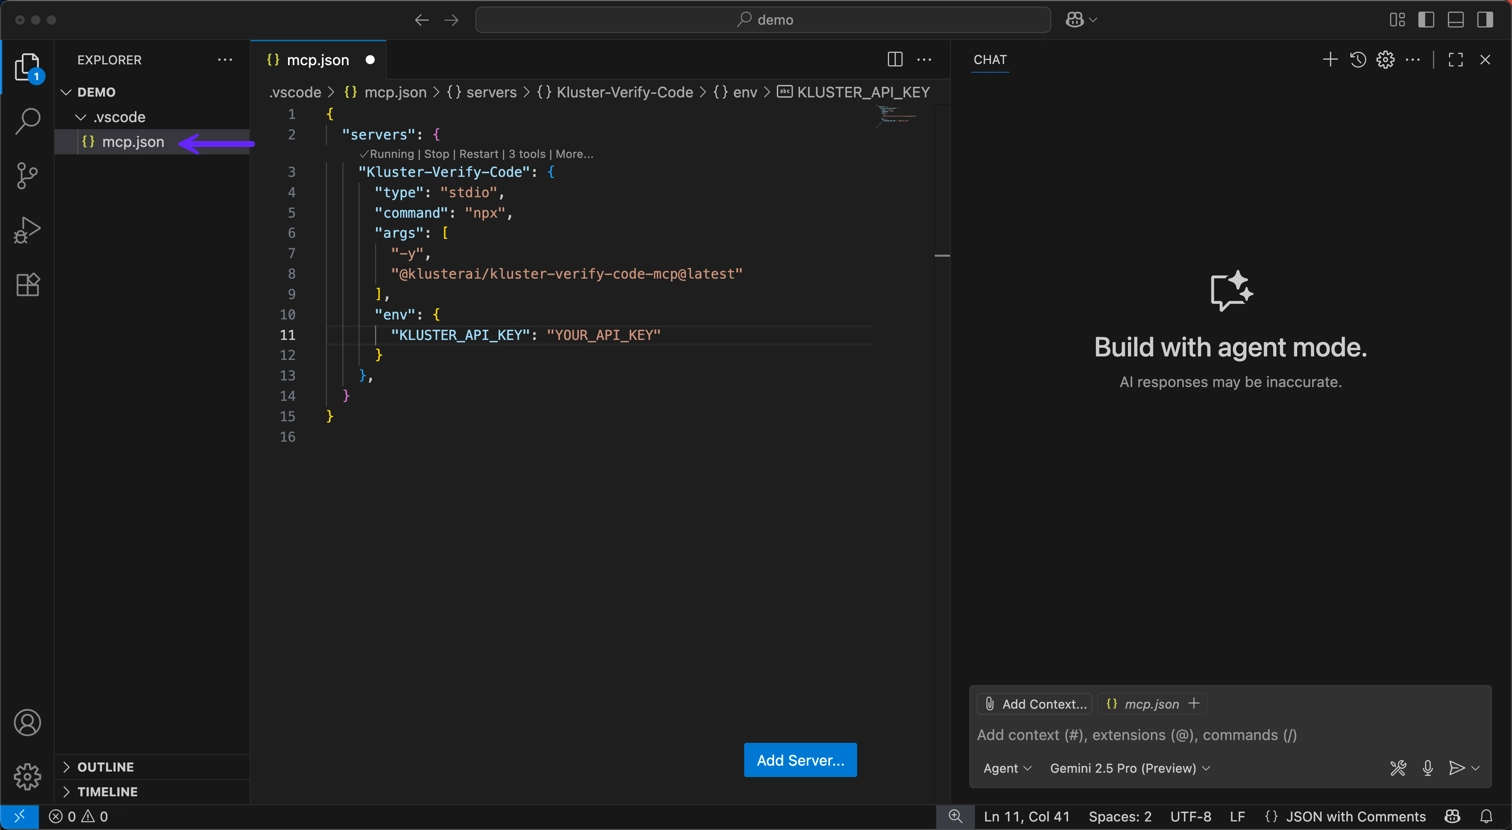 demo
EXPLORER
1
DEMO
.vscode
{} mcp.json
OUTLINE
TIMELINE
{} mcp.json
.vscode > {} mcp.json > {} servers > {} Kluster-Verify-Code > {} env > abc KLUSTER_API_KEY
1 {
2 "servers": {
✓Running | Stop | Restart | 3 tools | More...
3 "Kluster-Verify-Code": {
4 "type": "stdio",
5 "command": "npx",
6 "args": [
7 "-y",
8 "@klusterai/kluster-verify-code-mcp@latest"
9 ],
10 "env": {
11 "KLUSTER_API_KEY": "YOUR_API_KEY"
12 }
13 },
14 }
15 }
16
Add Server...
CHAT
Build with agent mode.
AI responses may be inaccurate.
Add Context... {} mcp.json +
Add context (#), extensions (@), commands (/)
Agent Gemini 2.5 Pro (Preview)
0 0 Ln 11, Col 41 Spaces: 2 UTF-8 LF {} JSON with Comments